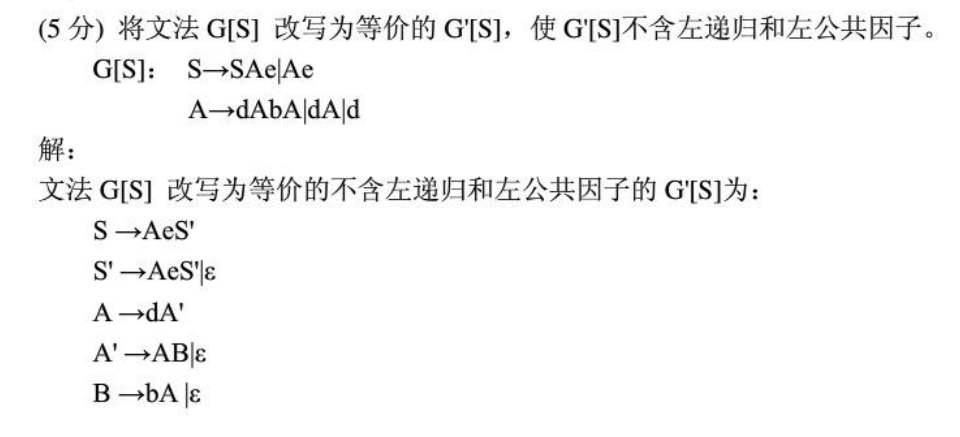 (5 分) 将文法 G[S] 改写为等价的 G'[S]，使 G'[S]不含左递归和左公共因子。
G[S]： S→SAe|Ae
A→dAbA|dA|d
解：
文法 G[S] 改写为等价的不含左递归和左公共因子的 G'[S]为：
S →AeS'
S' →AeS'|ε
A →dA'
A' →AB|ε
B →bA |ε